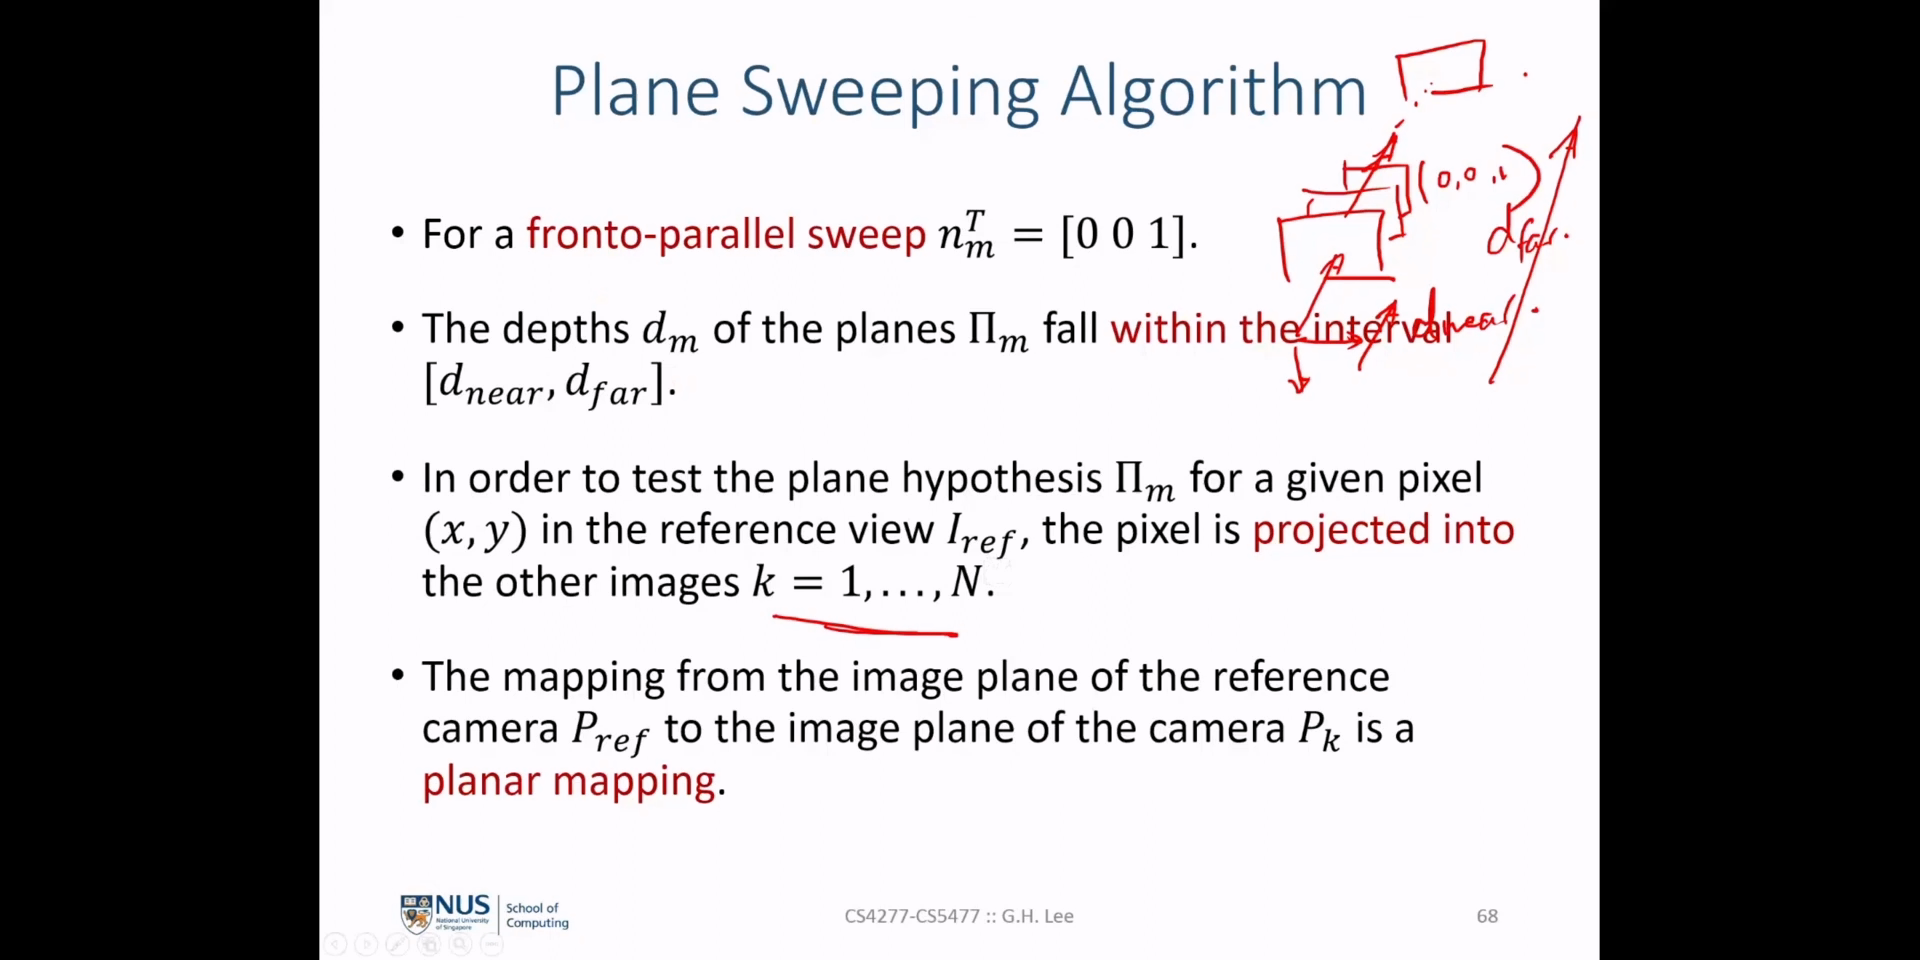 Plane Sweeping Algorithm
(0,0,1)
• For a fronto-parallel sweep $n_m^T = [0\ 0\ 1]$.
d far.
• The depths $d_m$ of the planes $\Pi_m$ fall within the interval
d near
$[d_{near}, d_{far}]$.
• In order to test the plane hypothesis $\Pi_m$ for a given pixel
$(x, y)$ in the reference view $I_{ref}$, the pixel is projected into
the other images $k = 1, \ldots, N$.
• The mapping from the image plane of the reference
camera $P_{ref}$ to the image plane of the camera $P_k$ is a
planar mapping.
NUS
National University
of Singapore
School of
Computing
CS4277-CS5477 :: G.H. Lee
68